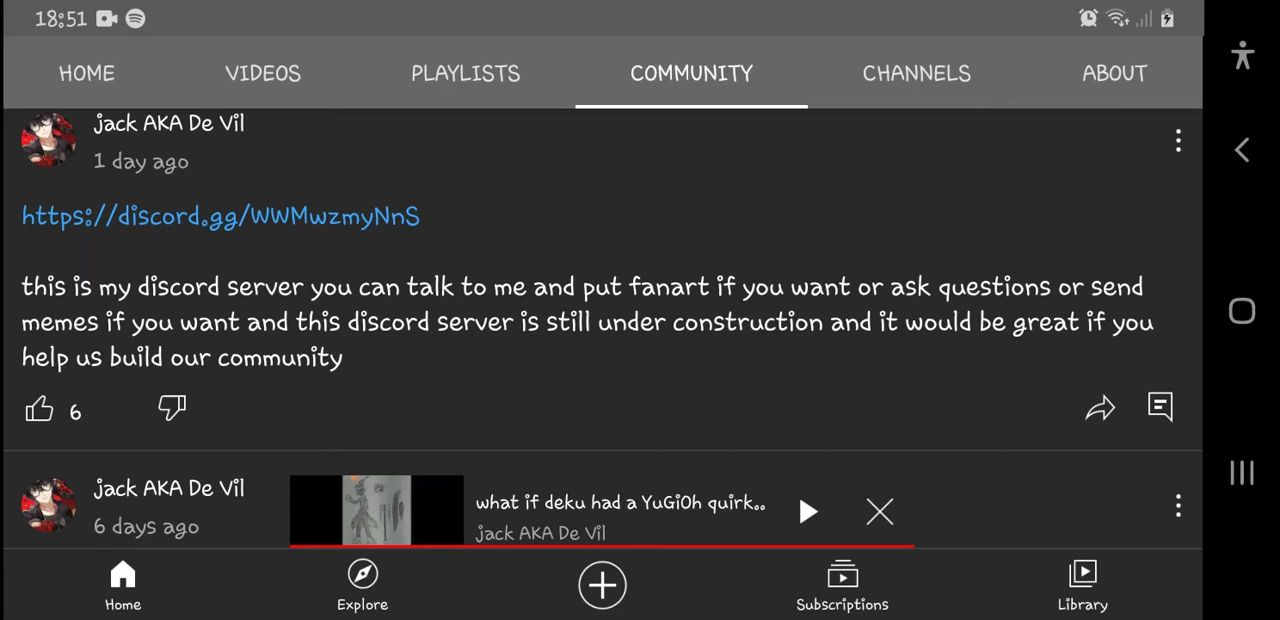 18:51
HOME VIDEOS PLAYLISTS COMMUNITY CHANNELS ABOUT
jack AKA De Vil
1 day ago
https://discord.gg/WWMwzmyNnS
this is my discord server you can talk to me and put fanart if you want or ask questions or send
memes if you want and this discord server is still under construction and it would be great if you
help us build our community
6
jack AKA De Vil
6 days ago
what if deku had a YuGiOh quirk..
jack AKA De Vil
Home Explore Subscriptions Library